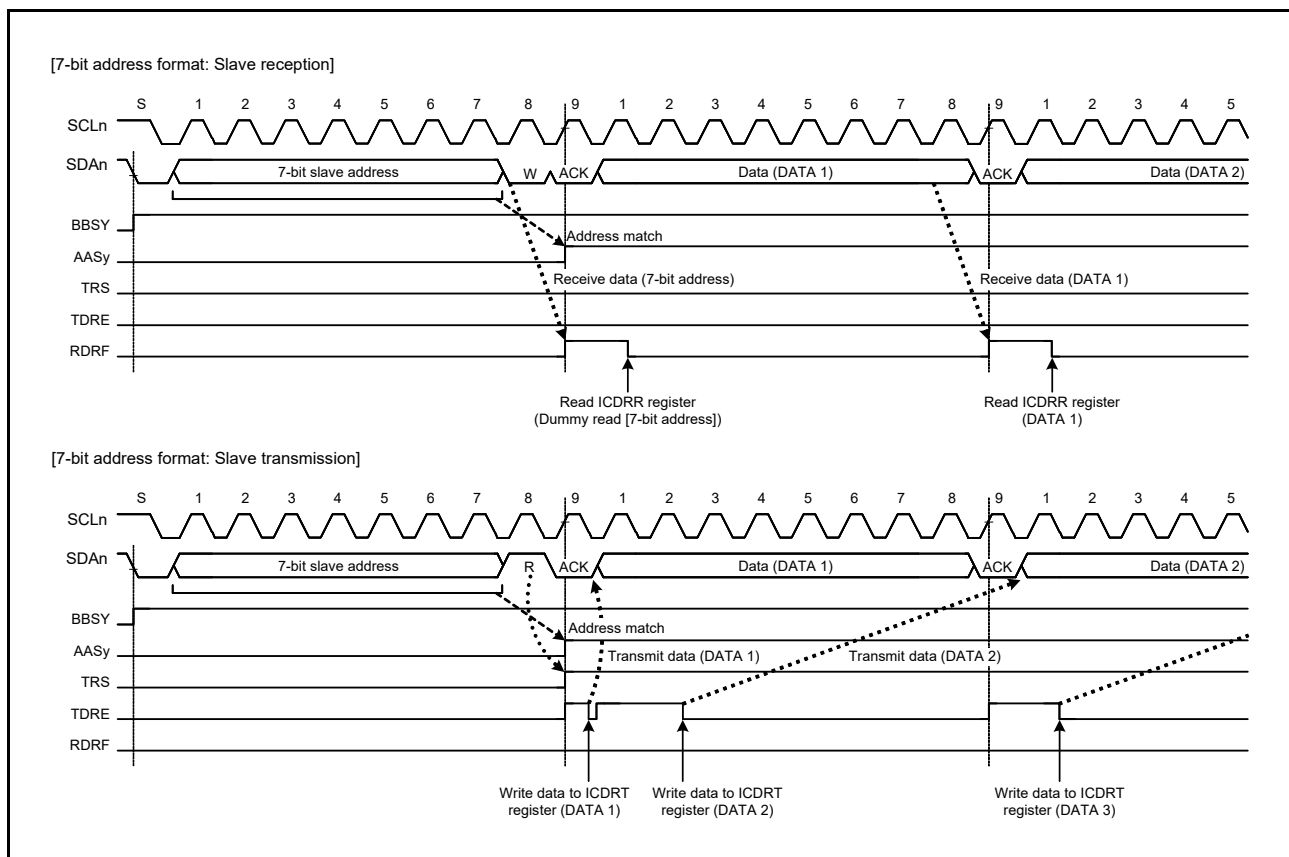 [7-bit address format: Slave reception]
S 1 2 3 4 5 6 7 8 9 1 2 3 4 5 6 7 8 9 1 2 3 4 5
SCLn
SDAn 7-bit slave address W ACK Data (DATA 1) ACK Data (DATA 2)
BBSY
Address match
AASy
Receive data (7-bit address) Receive data (DATA 1)
TRS
TDRE
RDRF
Read ICDRR register Read ICDRR register
(Dummy read [7-bit address]) (DATA 1)
[7-bit address format: Slave transmission]
S 1 2 3 4 5 6 7 8 9 1 2 3 4 5 6 7 8 9 1 2 3 4 5
SCLn
SDAn 7-bit slave address R ACK Data (DATA 1) ACK Data (DATA 2)
BBSY
Address match
AASy
Transmit data (DATA 1) Transmit data (DATA 2)
TRS
TDRE
RDRF
Write data to ICDRT Write data to ICDRT Write data to ICDRT
register (DATA 1) register (DATA 2) register (DATA 3)